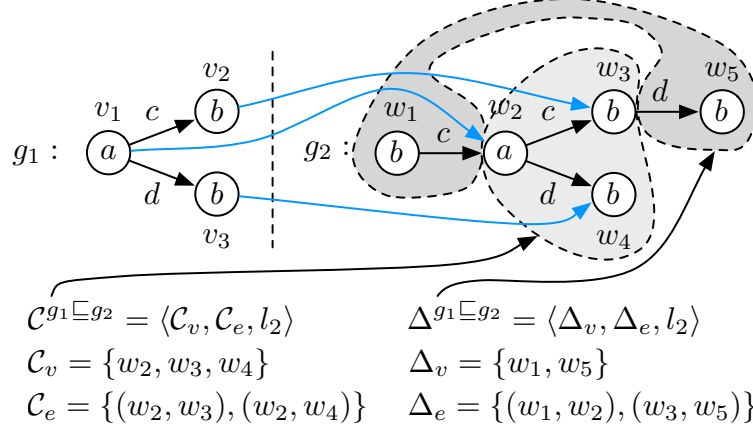 v₂ w₃ w₅
v₁ c b w₁ w₂ c b d b
g₁ : a g₂ : b c a
d b d b
v₃ w₄
𝒞^{g₁⊑g₂} = ⟨𝒞ᵥ, 𝒞ₑ, l₂⟩ Δ^{g₁⊑g₂} = ⟨Δᵥ, Δₑ, l₂⟩
𝒞ᵥ = {w₂, w₃, w₄} Δᵥ = {w₁, w₅}
𝒞ₑ = {(w₂, w₃), (w₂, w₄)} Δₑ = {(w₁, w₂), (w₃, w₅)}